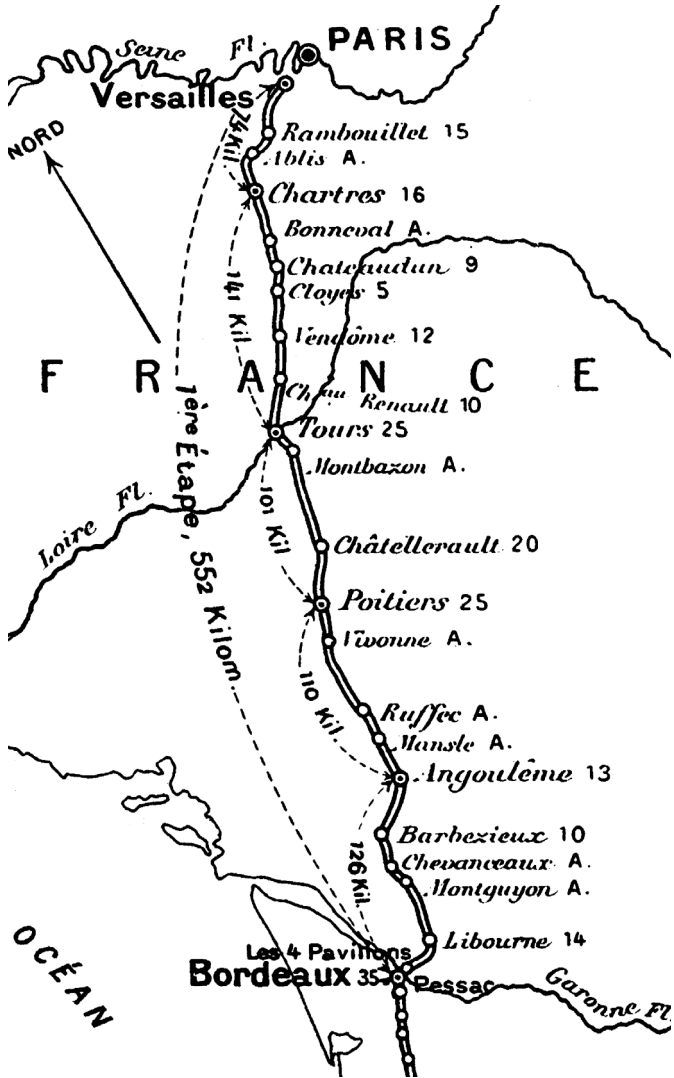 Seine Fl.
PARIS
Versailles
NORD
74 Kil.
Rambouillet 15
Ablis A.
Chartres 16
Bonneval A.
Chateaudun 9
141 Kil.
Cloyes 5
Vendôme 12
FRANCE
Chau Renault 10
Tours 25
Montbazon A.
1ère Étape, 552 Kilom.
Loire Fl.
101 Kil
Châtellerault 20
Poitiers 25
Vivonne A.
110 Kil.
Ruffec A.
Mansle A.
Angoulême 13
Barbezieux 10
126 Kil.
Chevanceaux A.
Montguyon A.
Libourne 14
Les 4 Pavillons
Bordeaux 35
Pessac
Garonne Fl.
OCÉAN